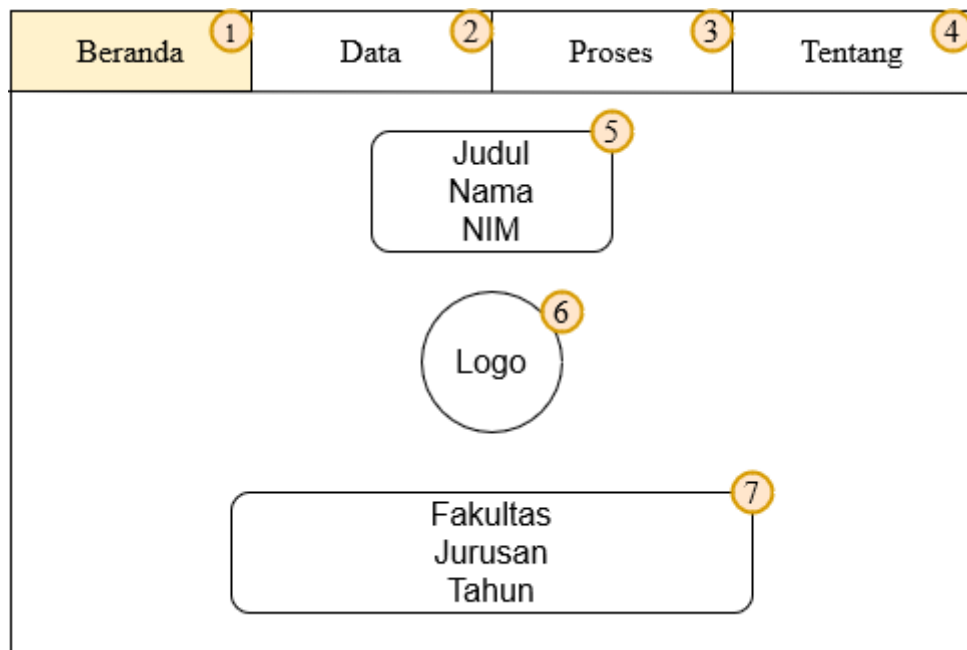 Beranda 1 Data 2 Proses 3 Tentang 4
5
Judul
Nama
NIM
6
Logo
7
Fakultas
Jurusan
Tahun